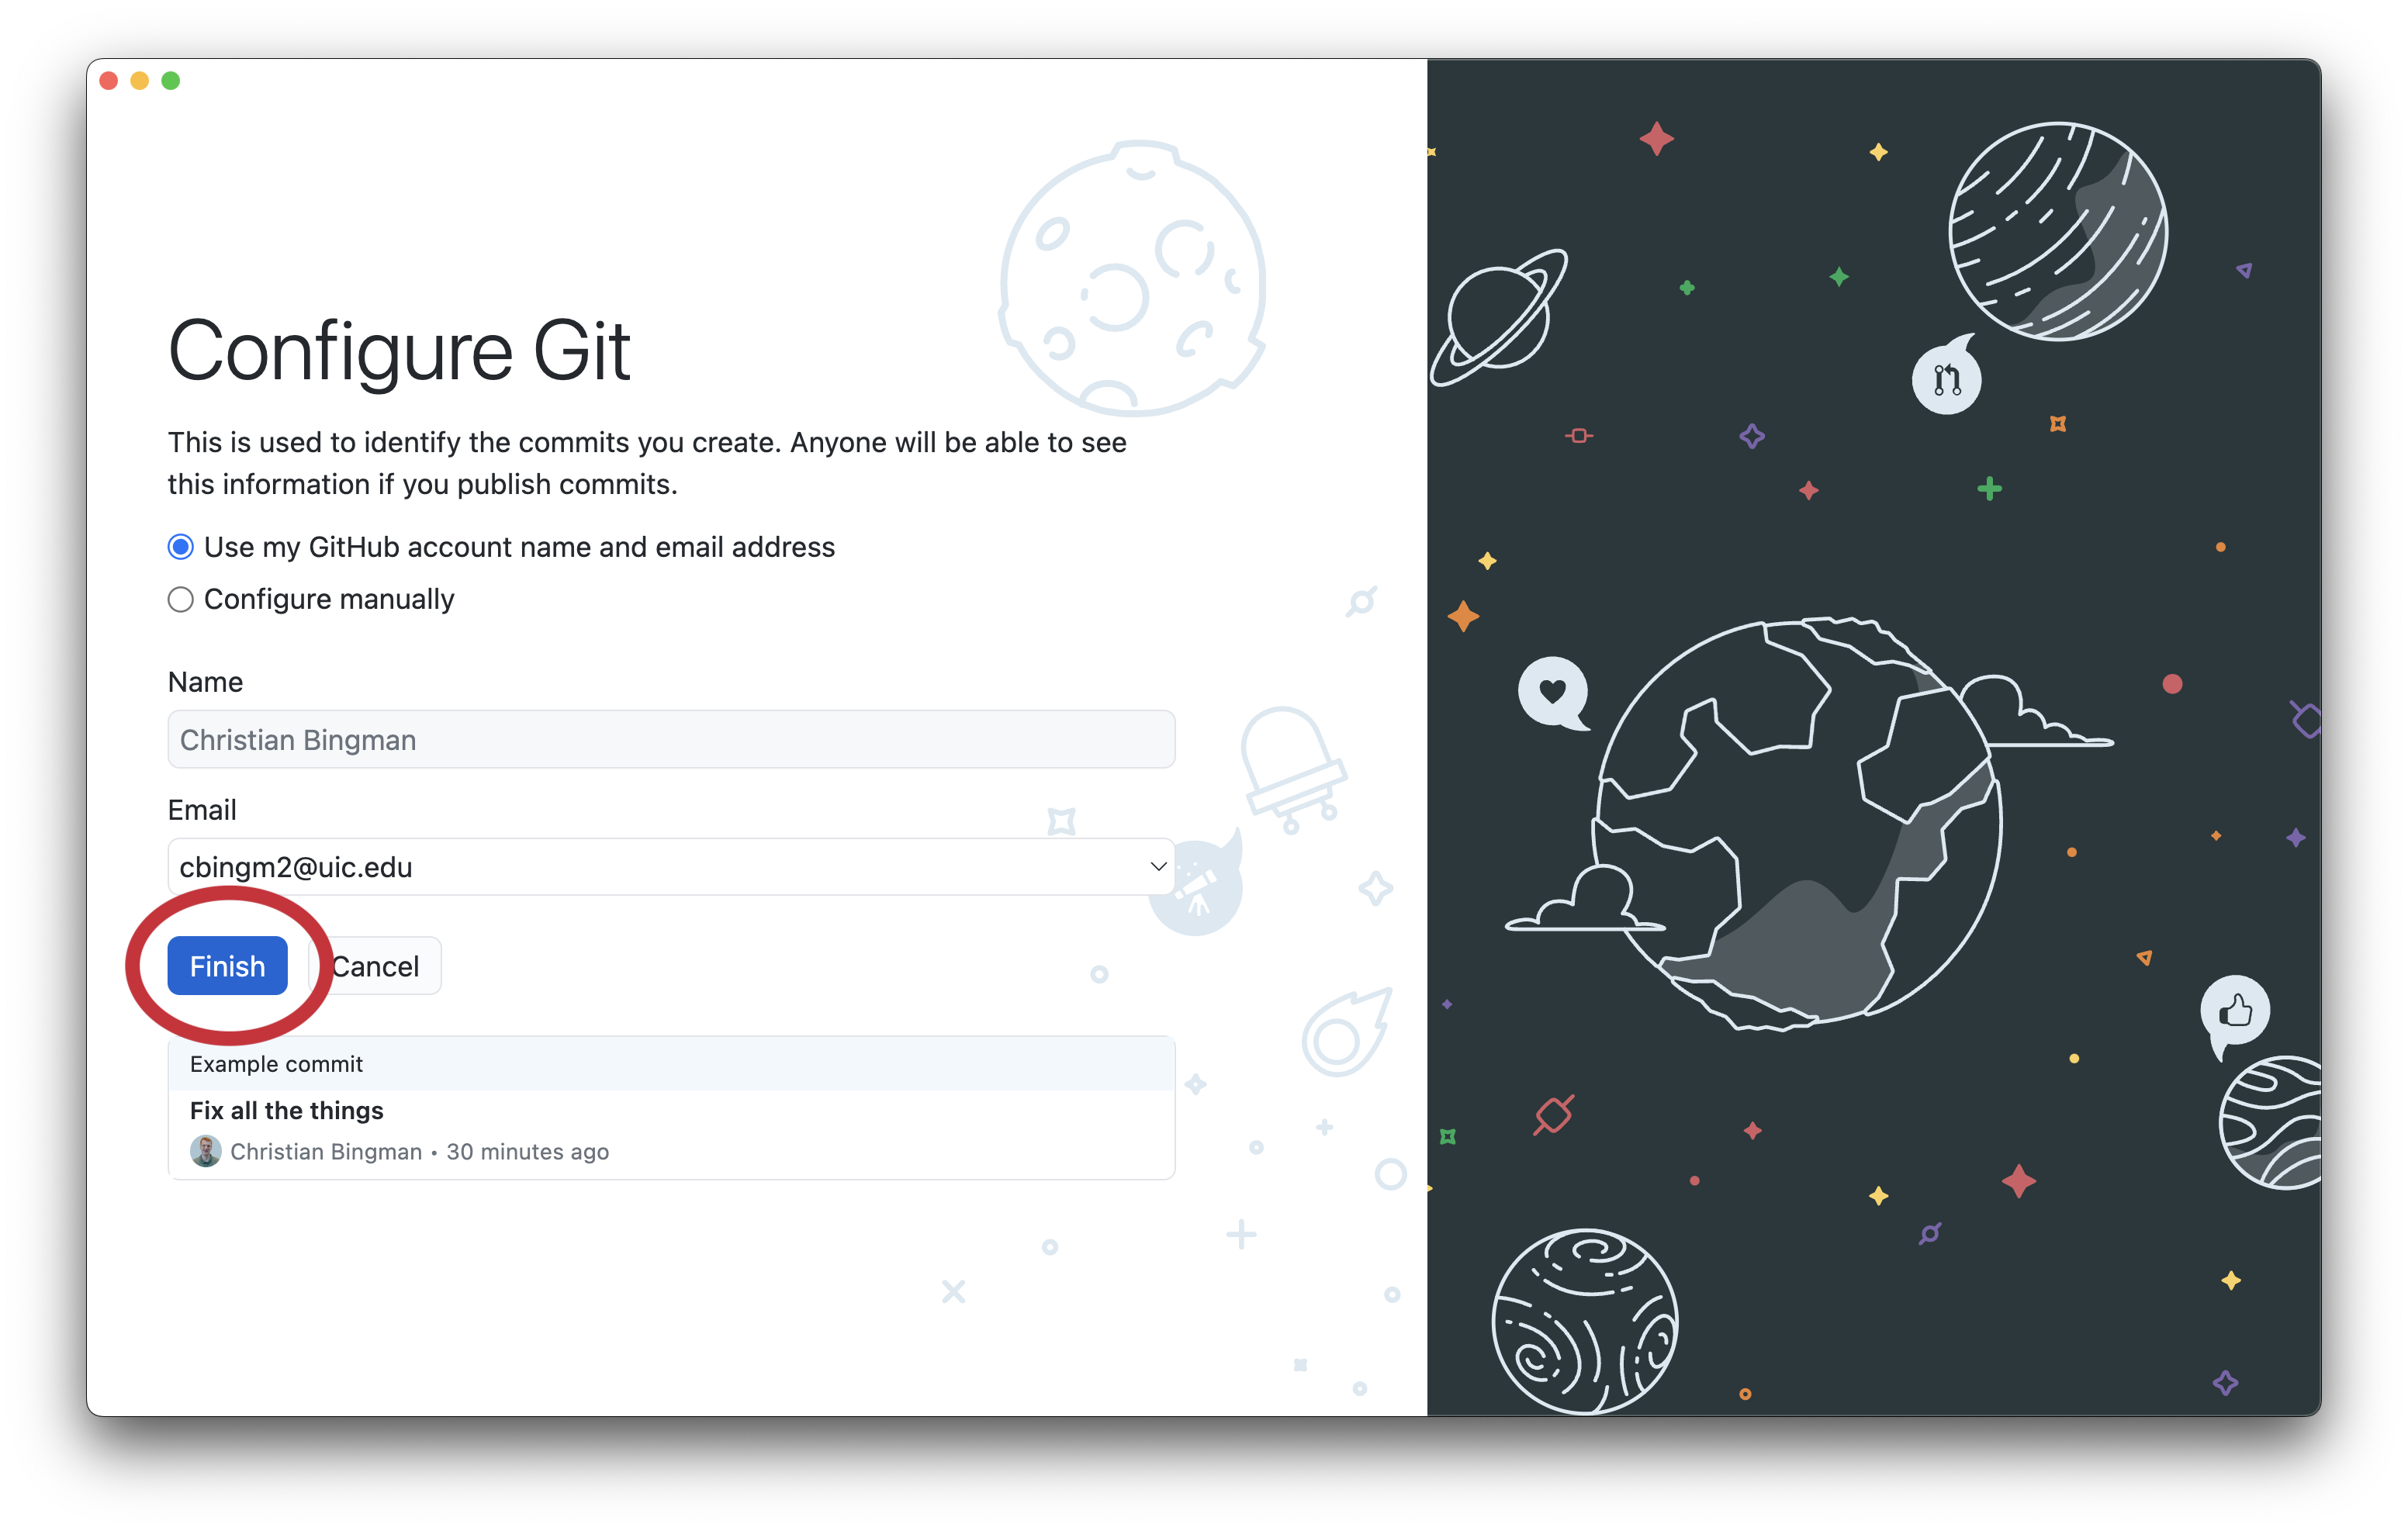 Configure Git
This is used to identify the commits you create. Anyone will be able to see
this information if you publish commits.
Use my GitHub account name and email address
Configure manually
Name
Christian Bingman
Email
cbingm2@uic.edu
Finish
Cancel
Example commit
Fix all the things
Christian Bingman • 30 minutes ago